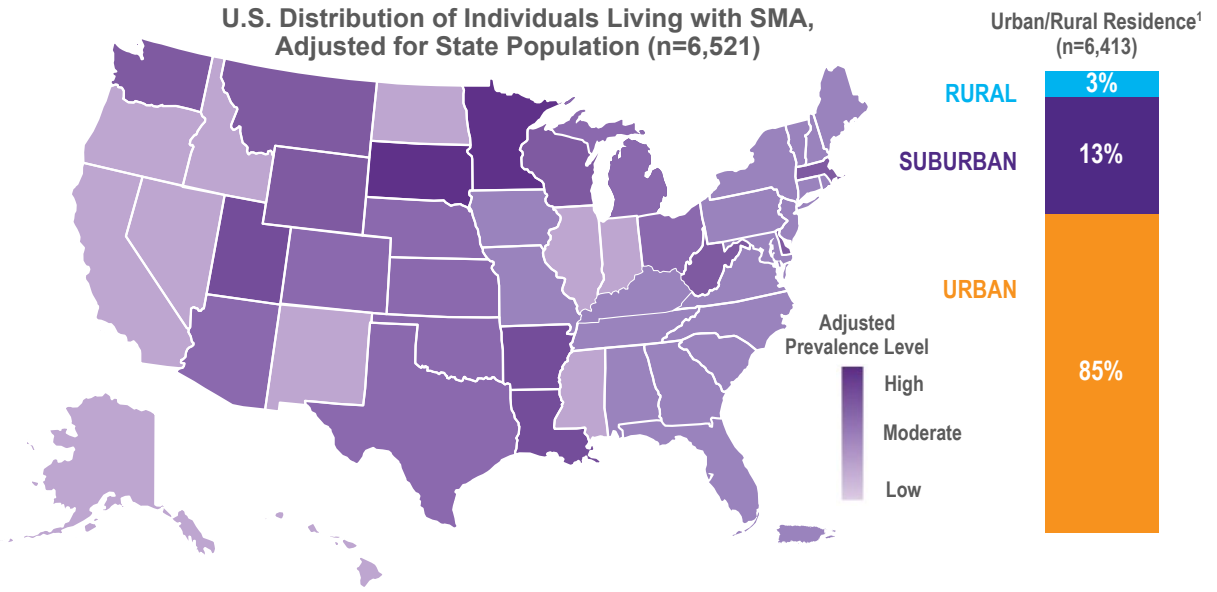 U.S. Distribution of Individuals Living with SMA,
Adjusted for State Population (n=6,521)
Urban/Rural Residence¹
(n=6,413)
RURAL
3%
SUBURBAN
13%
URBAN
85%
Adjusted
Prevalence Level
High
Moderate
Low